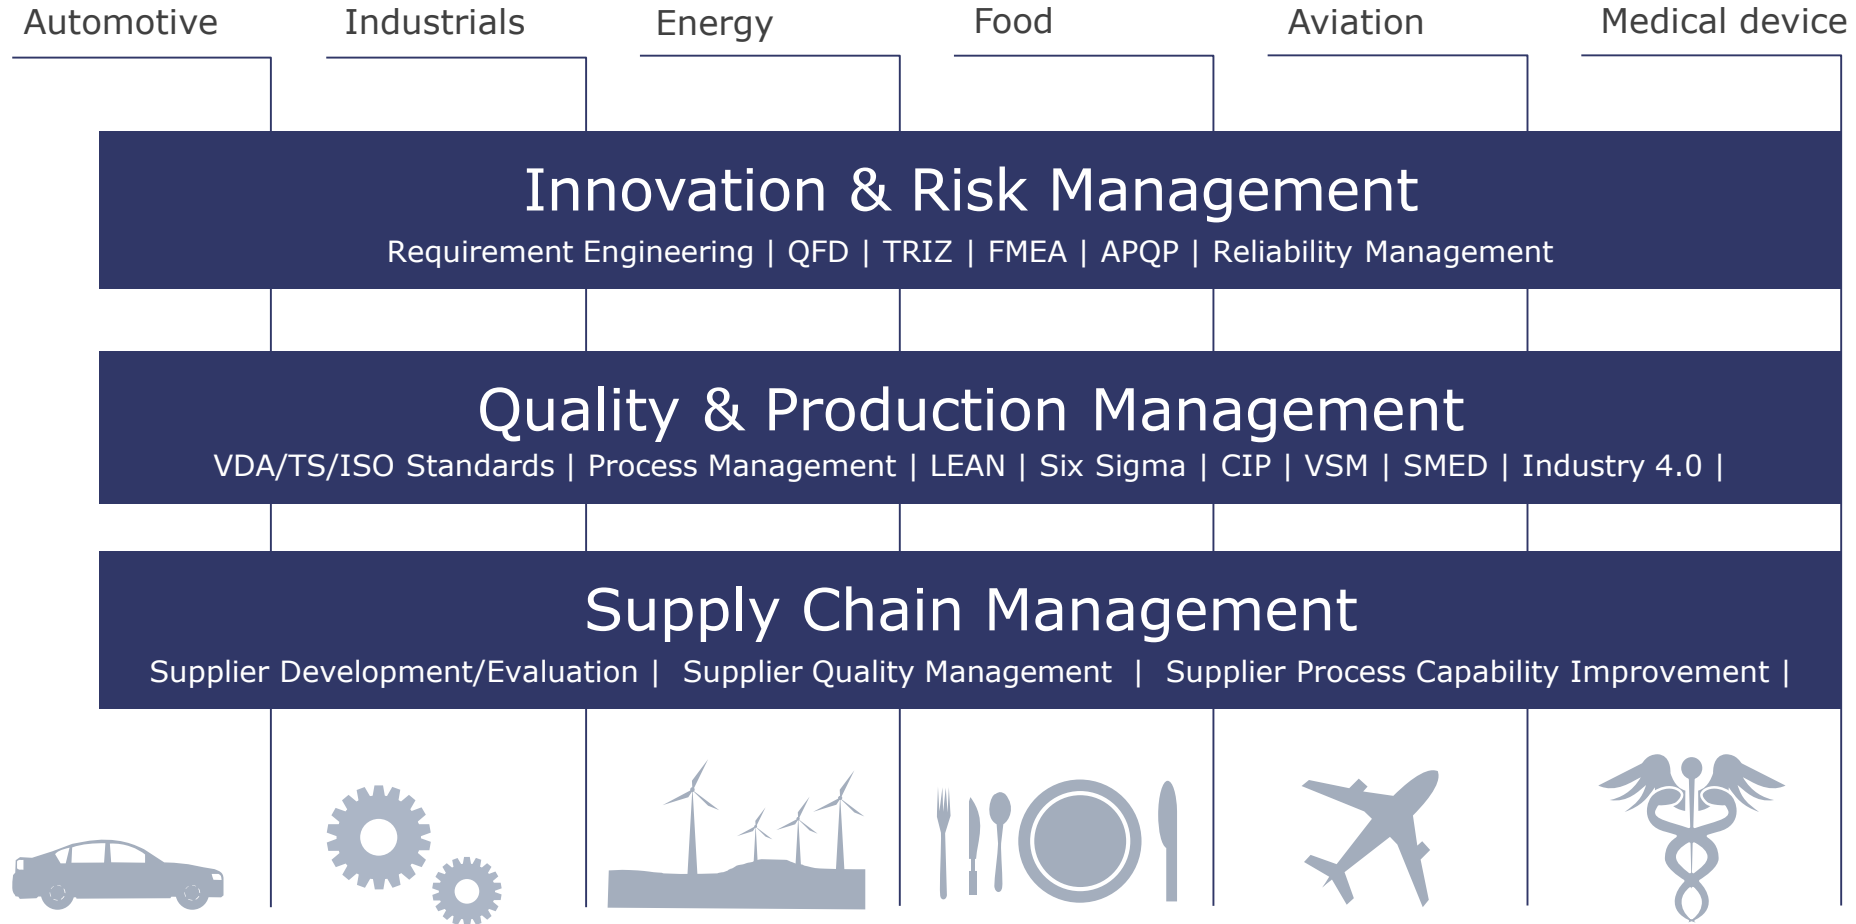 Automotive
Industrials
Energy
Food
Aviation
Medical device
Innovation & Risk Management
Requirement Engineering | QFD | TRIZ | FMEA | APQP | Reliability Management
Quality & Production Management
VDA/TS/ISO Standards | Process Management | LEAN | Six Sigma | CIP | VSM | SMED | Industry 4.0 |
Supply Chain Management
Supplier Development/Evaluation | Supplier Quality Management | Supplier Process Capability Improvement |